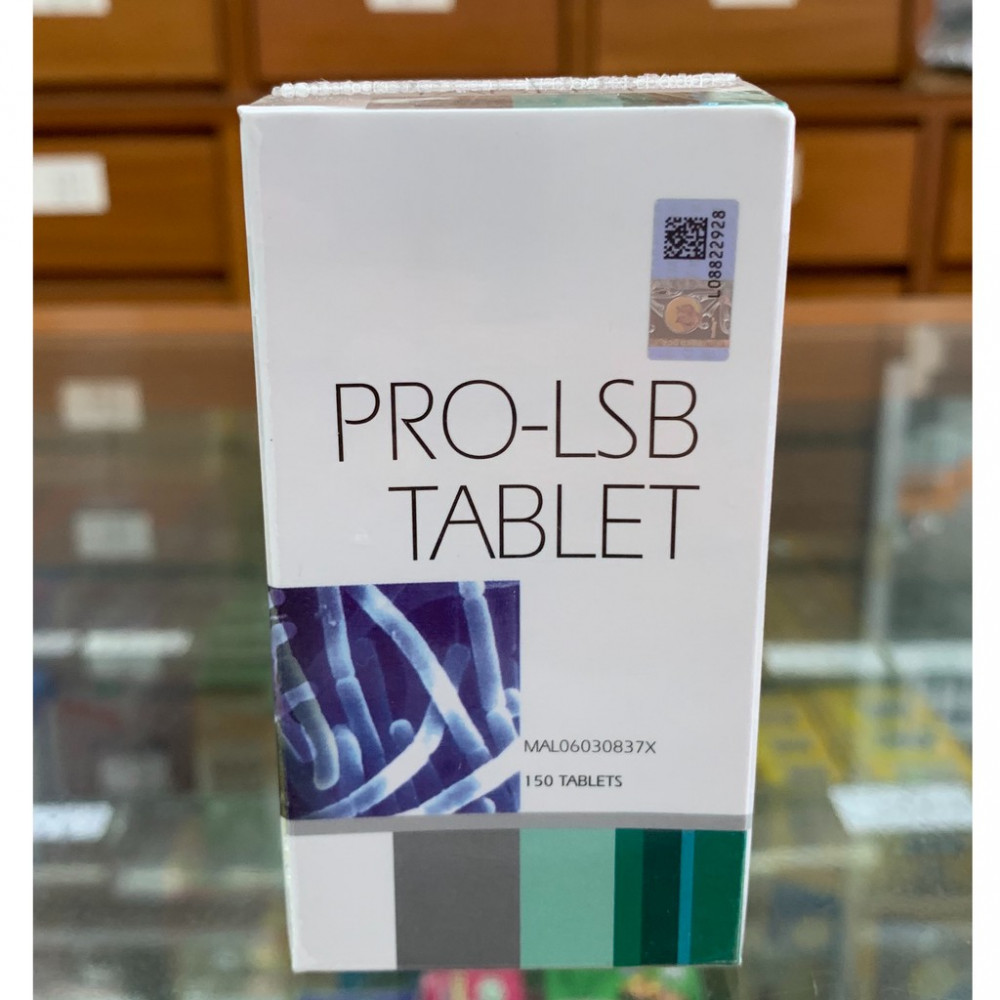 L08822928
PRO-LSB
TABLET
MAL06030837X
150 TABLETS